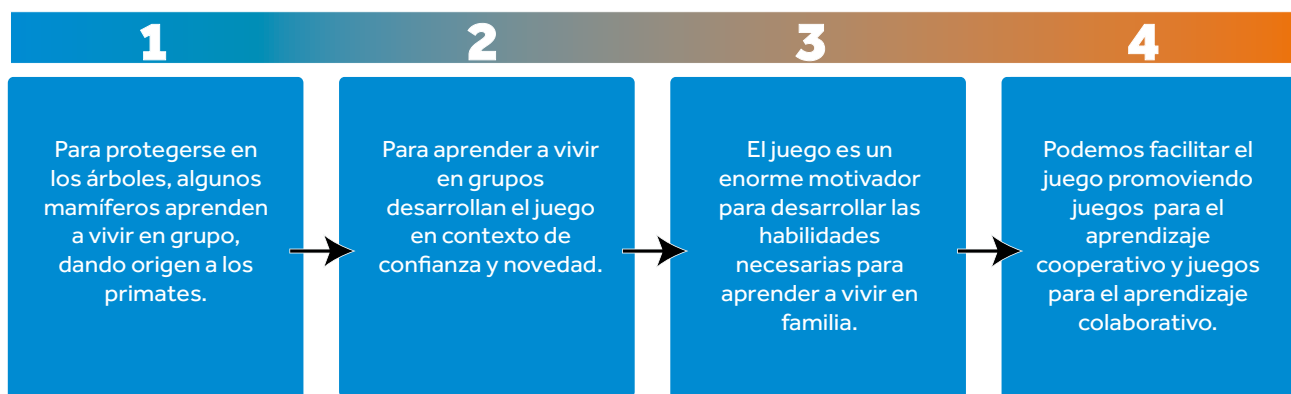 1
2
3
4
Para protegerse en
los árboles, algunos
mamíferos aprenden
a vivir en grupo,
dando origen a los
primates.
Para aprender a vivir
en grupos
desarrollan el juego
en contexto de
confianza y novedad.
El juego es un
enorme motivador
para desarrollar las
habilidades
necesarias para
aprender a vivir en
familia.
Podemos facilitar el
juego promoviendo
juegos para el
aprendizaje
cooperativo y juegos
para el aprendizaje
colaborativo.